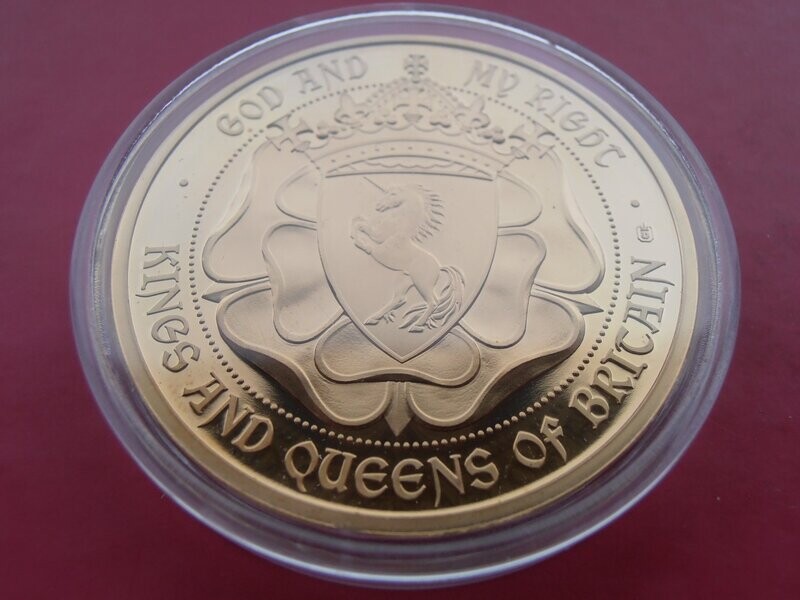 GOD AND MY RIGHT
KINGS AND QUEENS OF BRITAIN